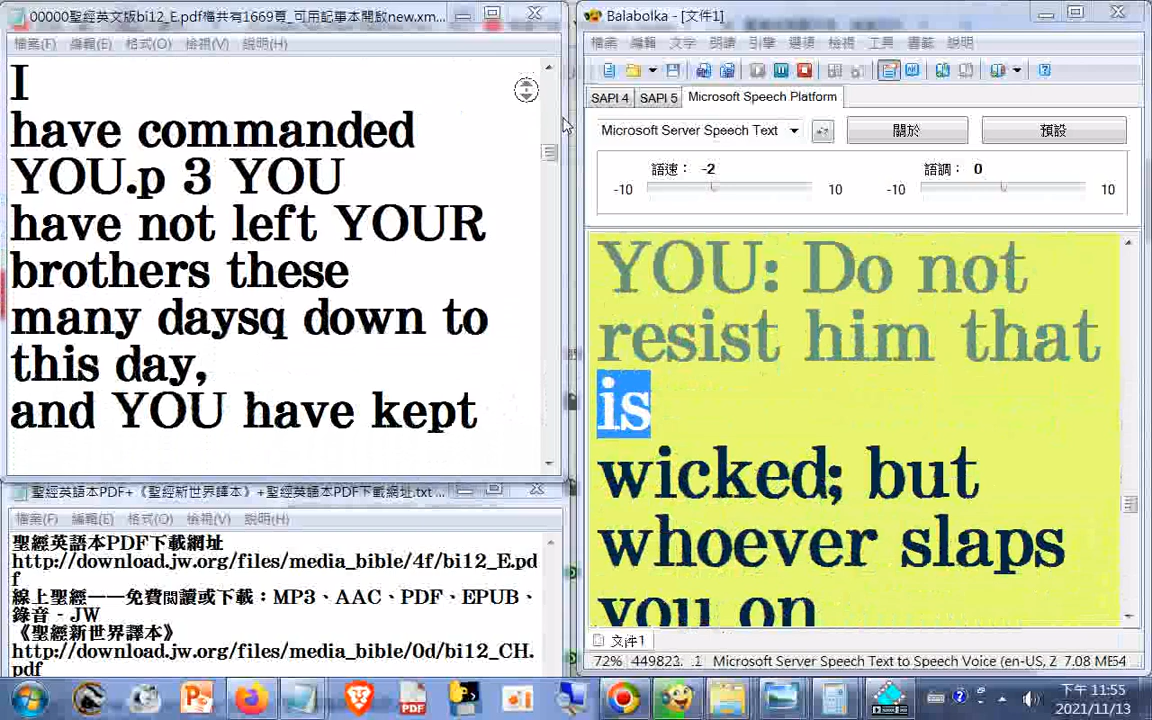 00000聖經英文版bi12_E.pdf檔共有1669頁_可用記事本開啟new.xm...
檔案(F) 編輯(E) 格式(O) 檢視(V) 說明(H)
I
have commanded
YOU.p 3 YOU
have not left YOUR
brothers these
many daysq down to
this day,
and YOU have kept
聖經英語本PDF+《聖經新世界譯本》+聖經英語本PDF下載網址.txt ...
檔案(F) 編輯(E) 格式(O) 檢視(V) 說明(H)
聖經英語本PDF下載網址
http://download.jw.org/files/media_bible/4f/bi12_E.pd
f
線上聖經——免費閱讀或下載：MP3、AAC、PDF、EPUB、
錄音 - JW
《聖經新世界譯本》
http://download.jw.org/files/media_bible/0d/bi12_CH.
pdf
Balabolka - [文件1]
檔案 編輯 文字 朗讀 引擎 選項 檢視 工具 書籤 說明
SAPI 4 SAPI 5 Microsoft Speech Platform
Microsoft Server Speech Text 關於 預設
語速： -2 語調： 0
-10 10 -10 10
YOU: Do not
resist him that
is
wicked; but
whoever slaps
you on
文件1
72% 449823. .1 Microsoft Server Speech Text to Speech Voice (en-US, Z 7.08 ME54
下午 11:55
2021/11/13